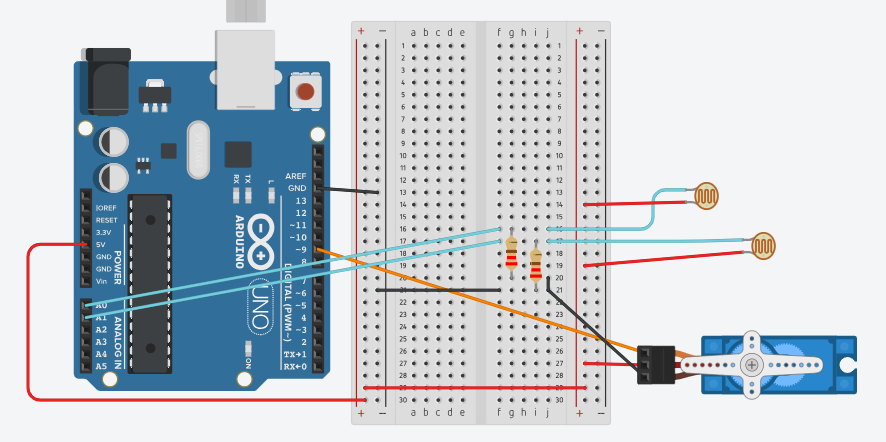 + − a b c d e f g h i j + −
1 1
2 2
3 3
4 4
5 5
6 6
7 7
8 8
9 9
10 10
11 11
12 12
13 13
14 14
15 15
16
17
18 18
19 19
20 20
21
22 22
23 23
24 24
25 25
26 26
27 27
28 28
29
30 30
+ − a b c d e f g h i j + −
RX
TX
L
AREF
GND
13
12
~11
~10
~9
8
7
~6
~5
4
~3
2
TX→1
RX←0
DIGITAL (PWM~)
ARDUINO
UNO
ON
IOREF
RESET
3.3V
5V
GND
GND
Vin
POWER
A0
A1
A2
A3
A4
A5
ANALOG IN